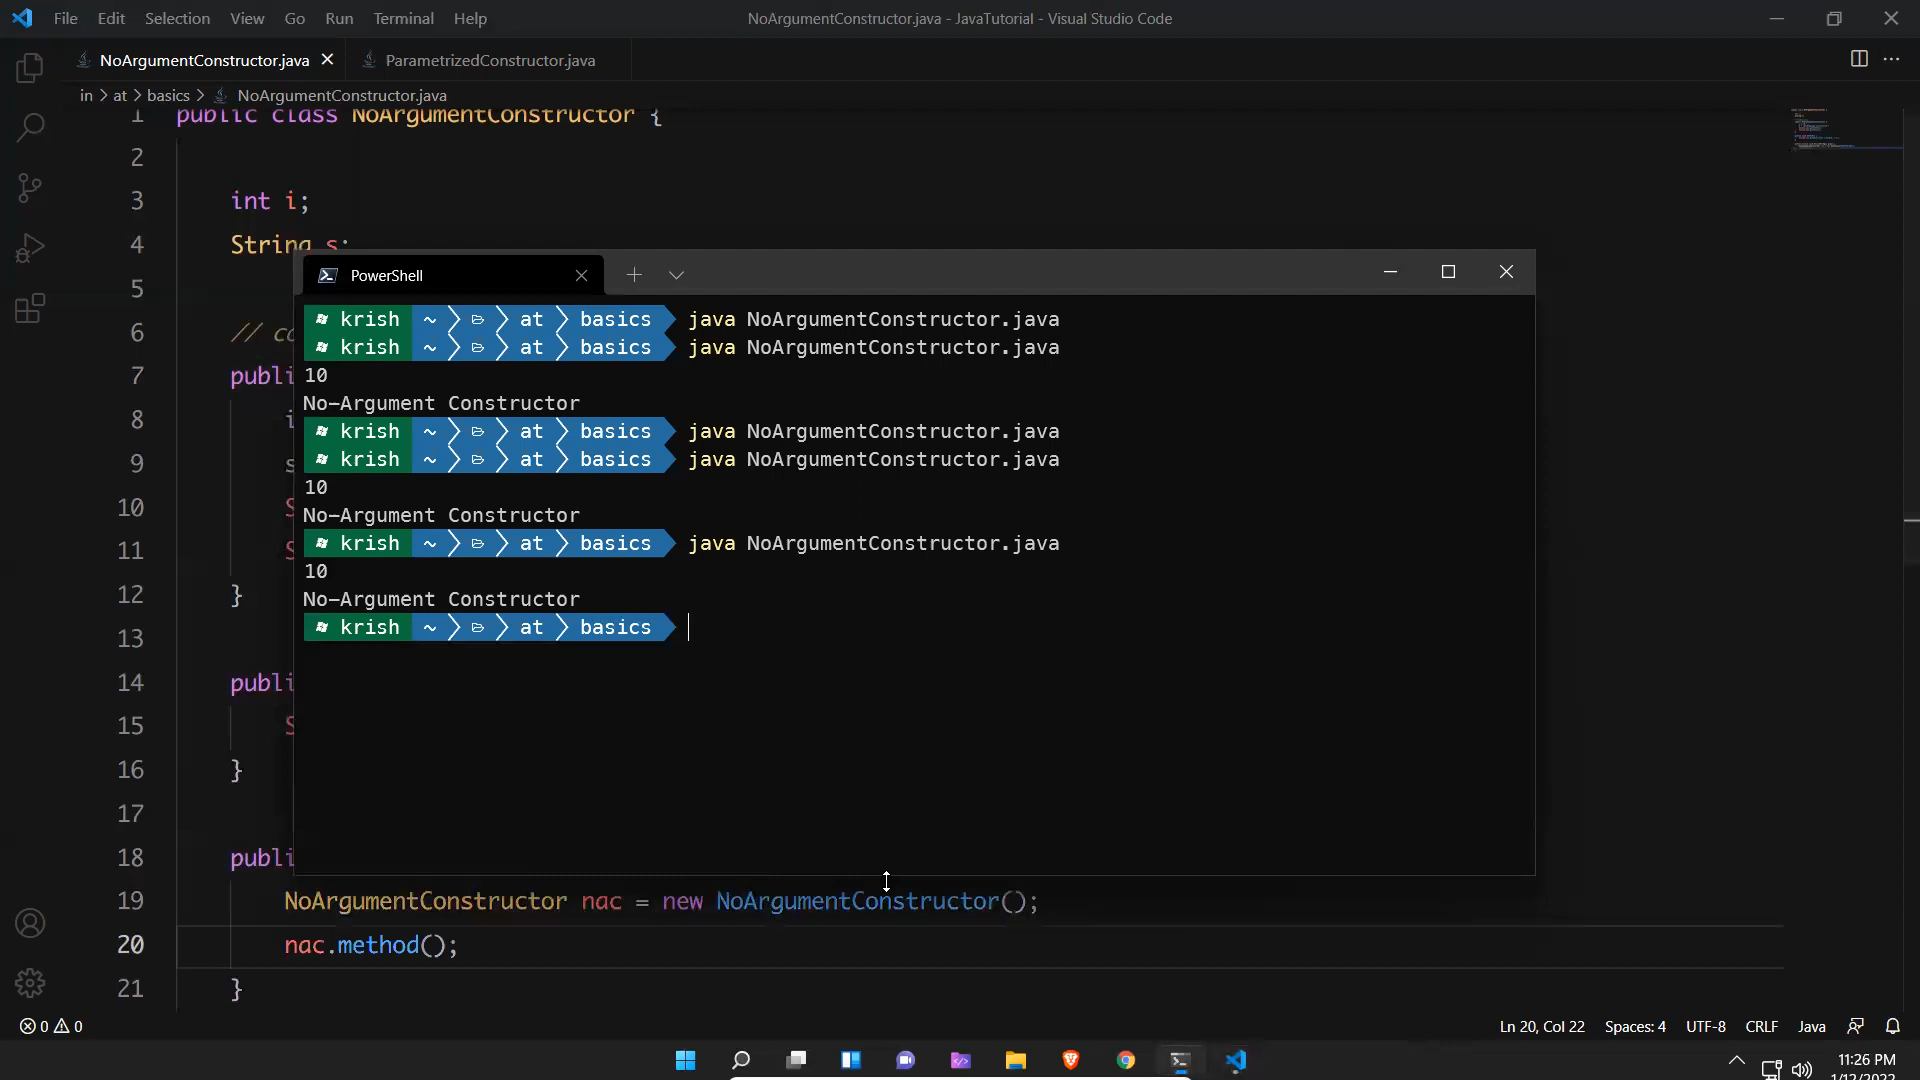 File Edit Selection View Go Run Terminal Help NoArgumentConstructor.java - JavaTutorial - Visual Studio Code
NoArgumentConstructor.java ParametrizedConstructor.java
in > at > basics > NoArgumentConstructor.java
1 public class NoArgumentConstructor {
2
3 int i;
4 String s;
5
PowerShell
krish ~ at basics java NoArgumentConstructor.java
6 // co
krish ~ at basics java NoArgumentConstructor.java
7 publi
10
No-Argument Constructor
8 i
krish ~ at basics java NoArgumentConstructor.java
9 s
krish ~ at basics java NoArgumentConstructor.java
10
10 S
No-Argument Constructor
11 S
krish ~ at basics java NoArgumentConstructor.java
10
12 }
No-Argument Constructor
krish ~ at basics
13
14 publi
15 S
16 }
17
18 publi
19 NoArgumentConstructor nac = new NoArgumentConstructor();
20 nac.method();
21 }
0 0 Ln 20, Col 22 Spaces: 4 UTF-8 CRLF Java
11:26 PM
1/12/2022